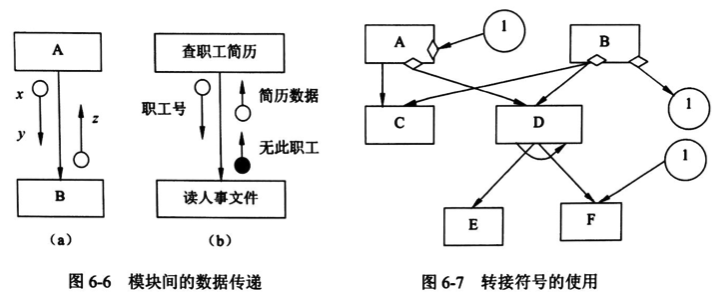 A
x
y
z
B
(a)
查职工简历
职工号
简历数据
无此职工
读人事文件
(b)
图 6-6 模块间的数据传递
A
1
B
C
D
1
1
E
F
图 6-7 转接符号的使用